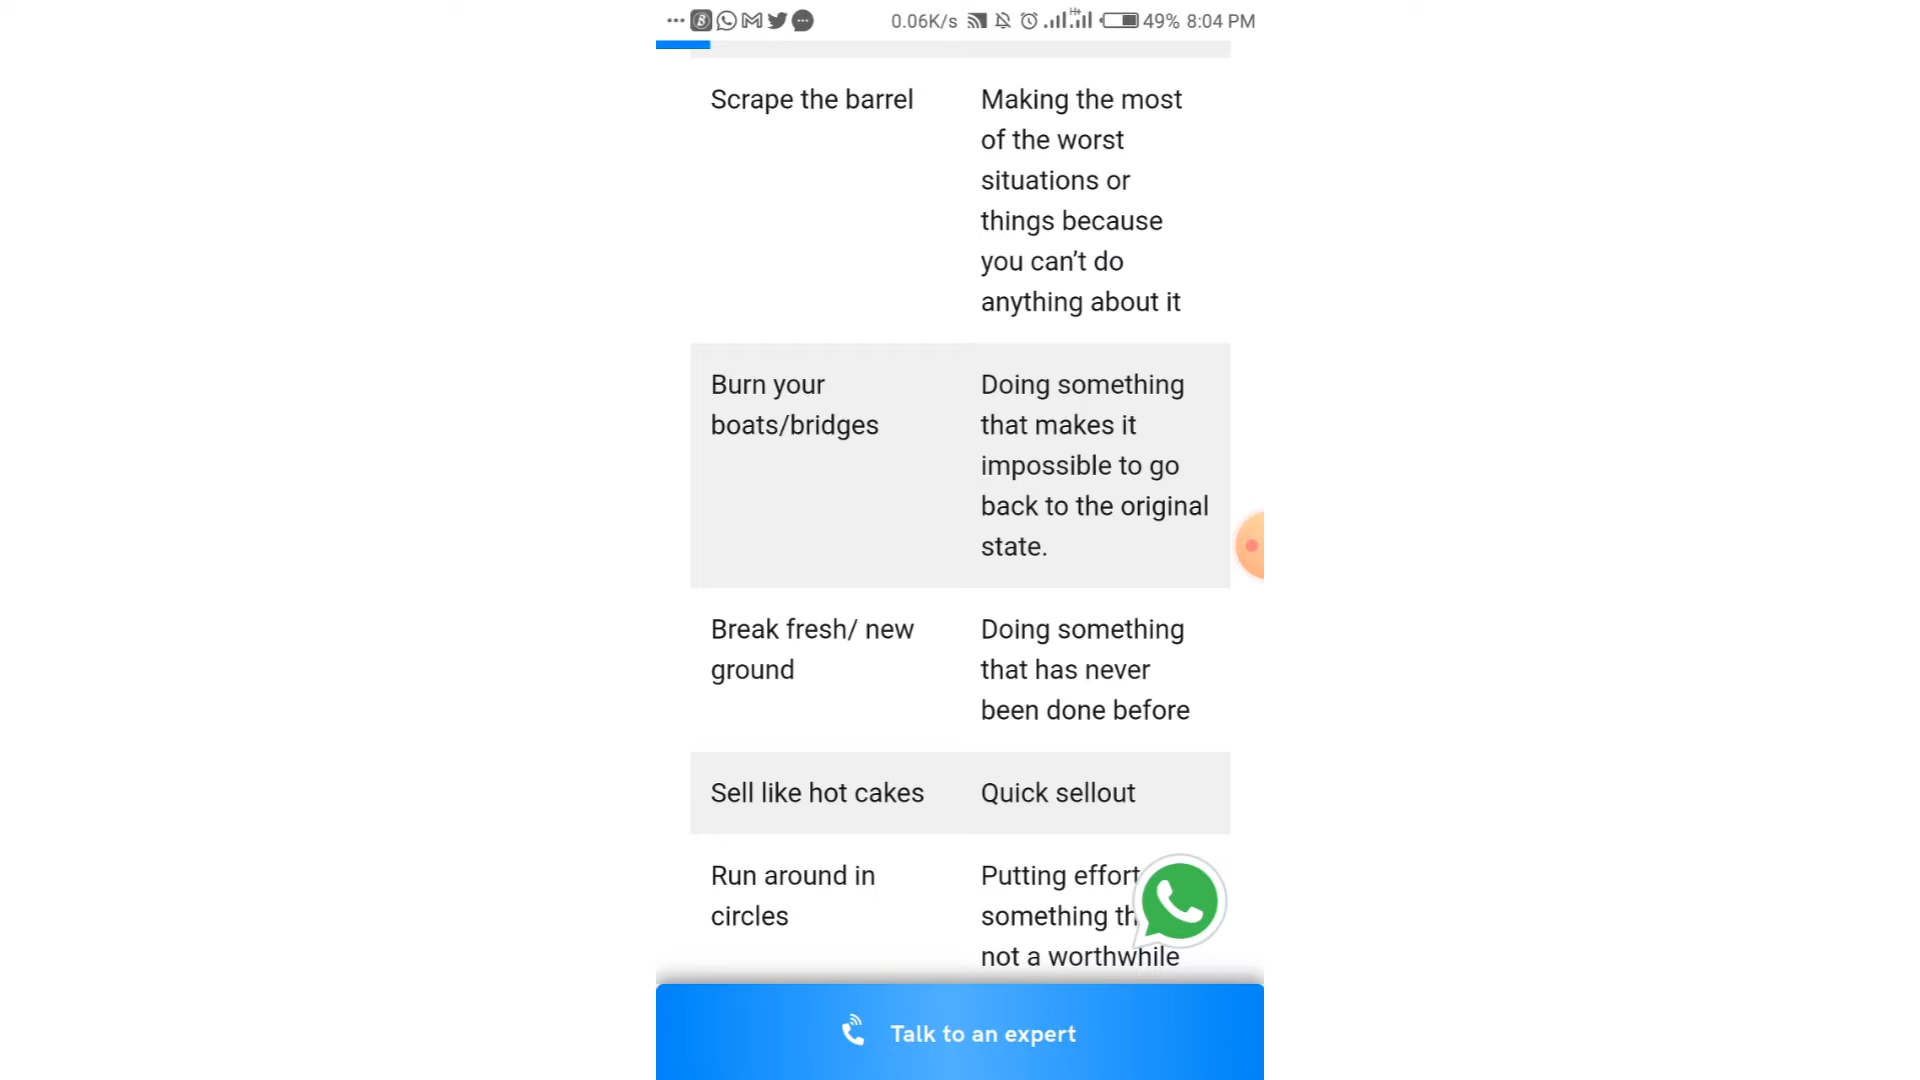 0.06K/s H+ 49% 8:04 PM
Scrape the barrel
Making the most
of the worst
situations or
things because
you can’t do
anything about it
Burn your
boats/bridges
Doing something
that makes it
impossible to go
back to the original
state.
Break fresh/ new
ground
Doing something
that has never
been done before
Sell like hot cakes
Quick sellout
Run around in
circles
Putting effort
something
not a worthwhile
Talk to an expert